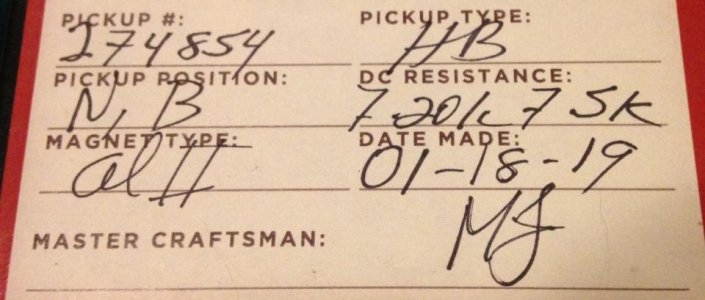 PICKUP #: PICKUP TYPE:
274854 HB
PICKUP POSITION: DC RESISTANCE:
N, B 7.20k, 7.5K
MAGNET TYPE: DATE MADE:
al II 01-18-19
MASTER CRAFTSMAN: MJ